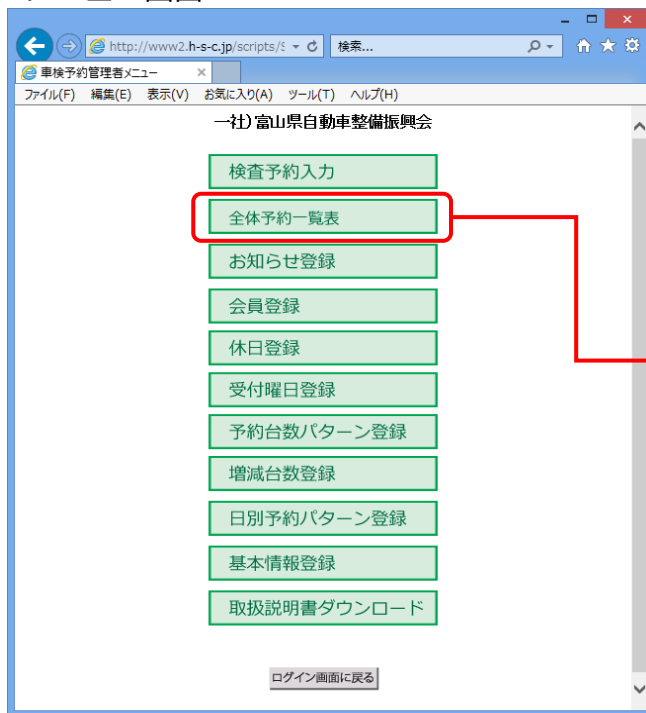 http://www2.h-s-c.jp/scripts/
検索...
車検予約管理者メニュー
ファイル(F) 編集(E) 表示(V) お気に入り(A) ツール(T) ヘルプ(H)
一社) 富山県自動車整備振興会
検査予約入力
全体予約一覧表
お知らせ登録
会員登録
休日登録
受付曜日登録
予約台数パターン登録
増減台数登録
日別予約パターン登録
基本情報登録
取扱説明書ダウンロード
ログイン画面に戻る